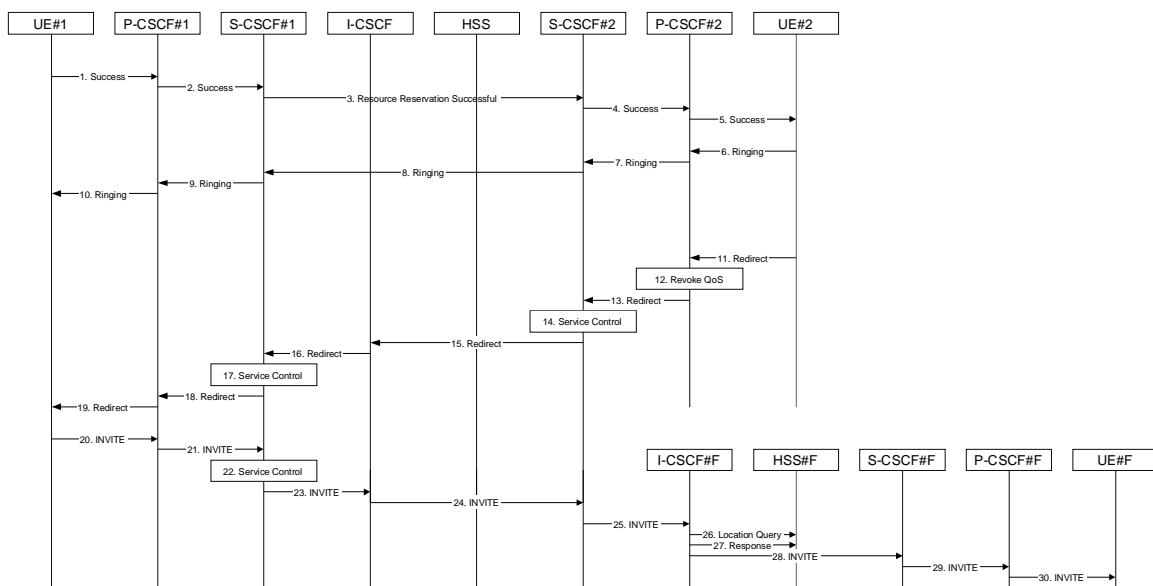 UE#1
P-CSCF#1
S-CSCF#1
I-CSCF
HSS
S-CSCF#2
P-CSCF#2
UE#2
1. Success
2. Success
3. Resource Reservation Successful
4. Success
5. Success
6. Ringing
7. Ringing
8. Ringing
9. Ringing
10. Ringing
11. Redirect
12. Revoke QoS
13. Redirect
14. Service Control
15. Redirect
16. Redirect
17. Service Control
18. Redirect
19. Redirect
20. INVITE
21. INVITE
I-CSCF#F
HSS#F
S-CSCF#F
P-CSCF#F
UE#F
22. Service Control
23. INVITE
24. INVITE
25. INVITE
26. Location Query
27. Response
28. INVITE
29. INVITE
30. INVITE